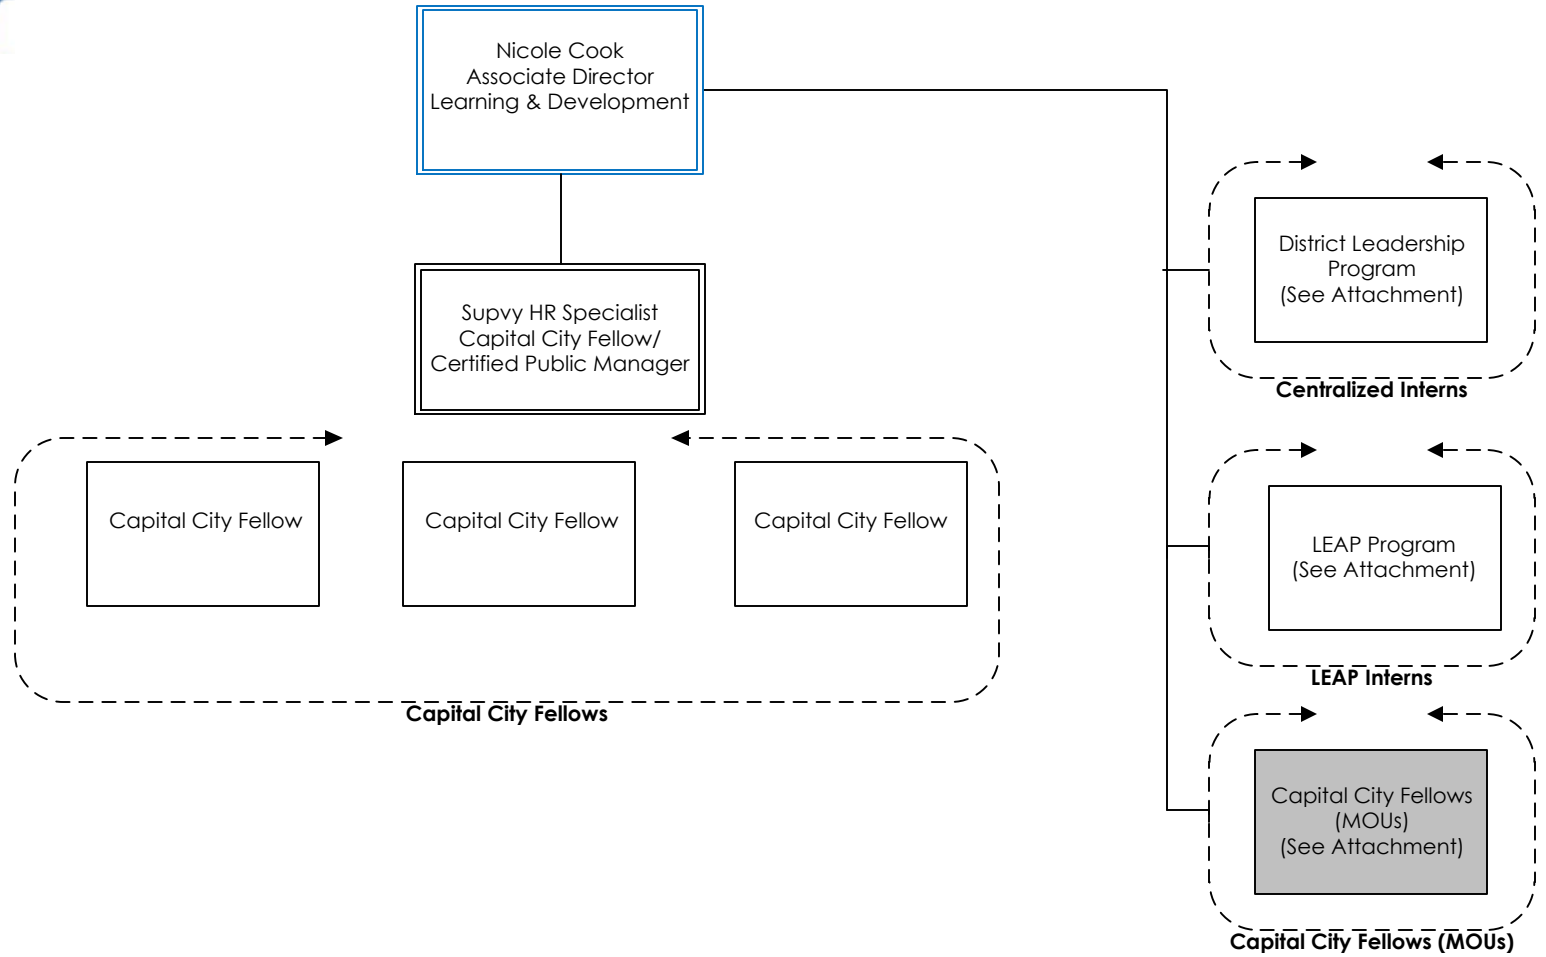 Nicole Cook
Associate Director
Learning & Development
Supvy HR Specialist
Capital City Fellow/
Certified Public Manager
Capital City Fellow
Capital City Fellow
Capital City Fellow
Capital City Fellows
District Leadership
Program
(See Attachment)
Centralized Interns
LEAP Program
(See Attachment)
LEAP Interns
Capital City Fellows
(MOUs)
(See Attachment)
Capital City Fellows (MOUs)